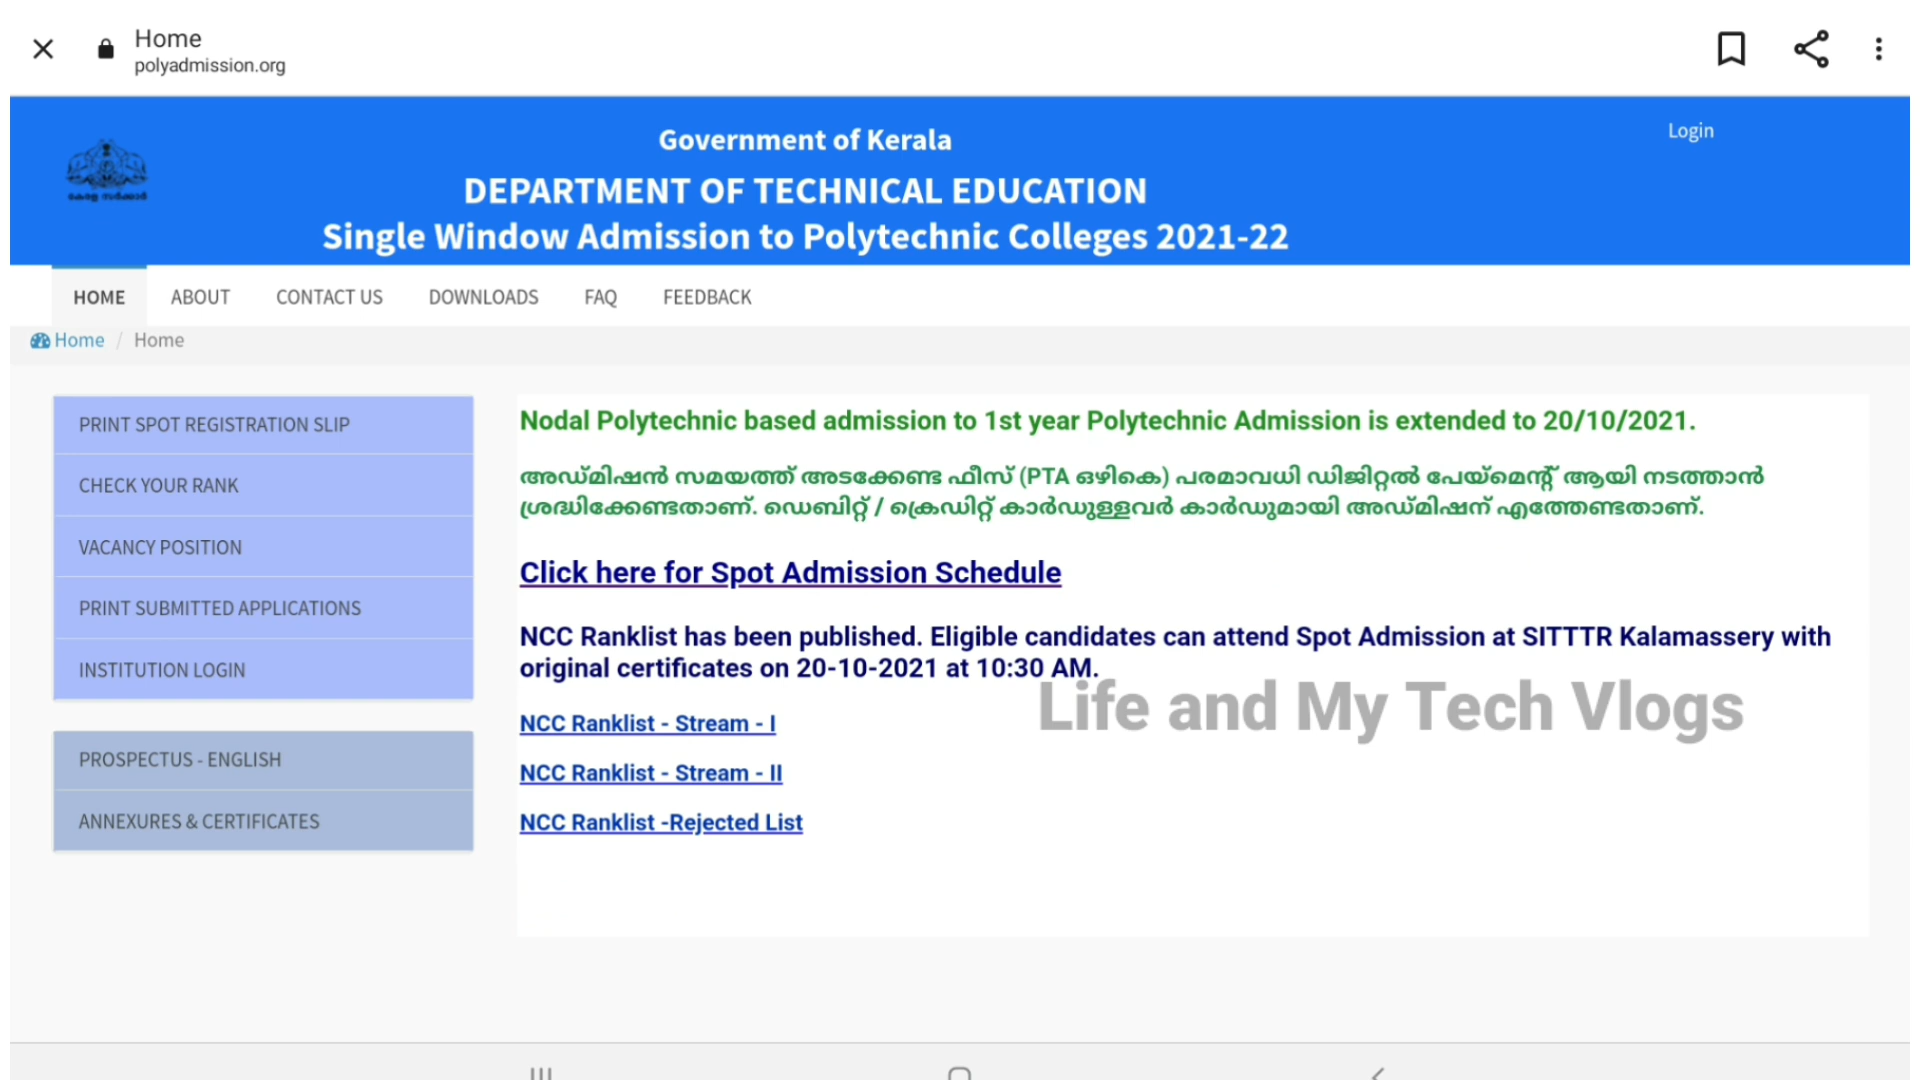 Home
polyadmission.org
Government of Kerala
Login
DEPARTMENT OF TECHNICAL EDUCATION
Single Window Admission to Polytechnic Colleges 2021-22
HOME ABOUT CONTACT US DOWNLOADS FAQ FEEDBACK
Home / Home
PRINT SPOT REGISTRATION SLIP
CHECK YOUR RANK
VACANCY POSITION
PRINT SUBMITTED APPLICATIONS
INSTITUTION LOGIN
PROSPECTUS - ENGLISH
ANNEXURES & CERTIFICATES
Nodal Polytechnic based admission to 1st year Polytechnic Admission is extended to 20/10/2021.
അഡ്മിഷൻ സമയത്ത് അടക്കേണ്ട ഫീസ് (PTA ഒഴികെ) പരമാവധി ഡിജിറ്റൽ പേയ്മെന്റ് ആയി നടത്താൻ
ശ്രദ്ധിക്കേണ്ടതാണ്. ഡെബിറ്റ് / ക്രെഡിറ്റ് കാർഡുള്ളവർ കാർഡുമായി അഡ്മിഷന് എത്തേണ്ടതാണ്.
Click here for Spot Admission Schedule
NCC Ranklist has been published. Eligible candidates can attend Spot Admission at SITTTR Kalamassery with
original certificates on 20-10-2021 at 10:30 AM.
Life and My Tech Vlogs
NCC Ranklist - Stream - I
NCC Ranklist - Stream - II
NCC Ranklist -Rejected List